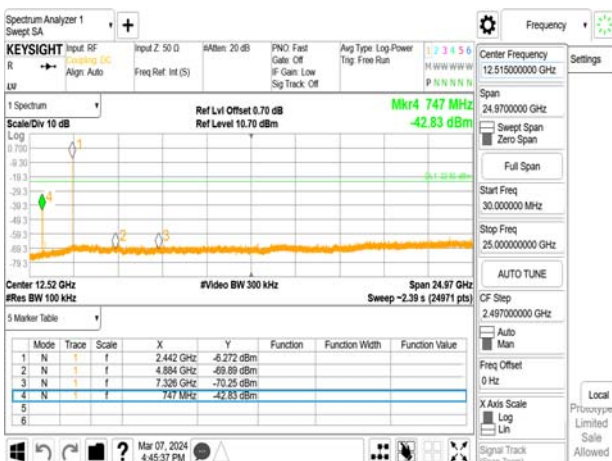 Spectrum Analyzer 1
Swept SA
Frequency
KEYSIGHT
R
LXI
Input: RF
Coupling: DC
Align: Auto
Input Z: 50 Ω
Freq Ref: Int (S)
#Atten: 20 dB
PNO: Fast
Gate: Off
IF Gain: Low
Sig Track: Off
Avg Type: Log-Power
Trig: Free Run
1 2 3 4 5 6
M W W W W W
P N N N N N
1 Spectrum
Scale/Div 10 dB
Ref Lvl Offset 0.70 dB
Ref Level 10.70 dBm
Mkr4 747 MHz
-42.83 dBm
Log
0.700
-9.30
-19.3
-29.3
-39.3
-49.3
-59.3
-69.3
-79.3
1
2
3
4
Center 12.52 GHz
#Res BW 100 kHz
#Video BW 300 kHz
Span 24.97 GHz
Sweep ~2.39 s (24971 pts)
5 Marker Table
Mode Trace Scale X Y Function Function Width Function Value
1 N 1 f 2.442 GHz -6.272 dBm
2 N 1 f 4.884 GHz -69.89 dBm
3 N 1 f 7.326 GHz -70.25 dBm
4 N 1 f 747 MHz -42.83 dBm
5
6
?
Mar 07, 2024
4:45:37 PM
Center Frequency
12.515000000 GHz
Settings
Span
24.9700000 GHz
Swept Span
Zero Span
Full Span
Start Freq
30.000000 MHz
Stop Freq
25.000000000 GHz
AUTO TUNE
CF Step
2.497000000 GHz
Auto
Man
Freq Offset
0 Hz
X Axis Scale
Log
Lin
Signal Track
Local
Prototype
Limited
Sale
Allowed